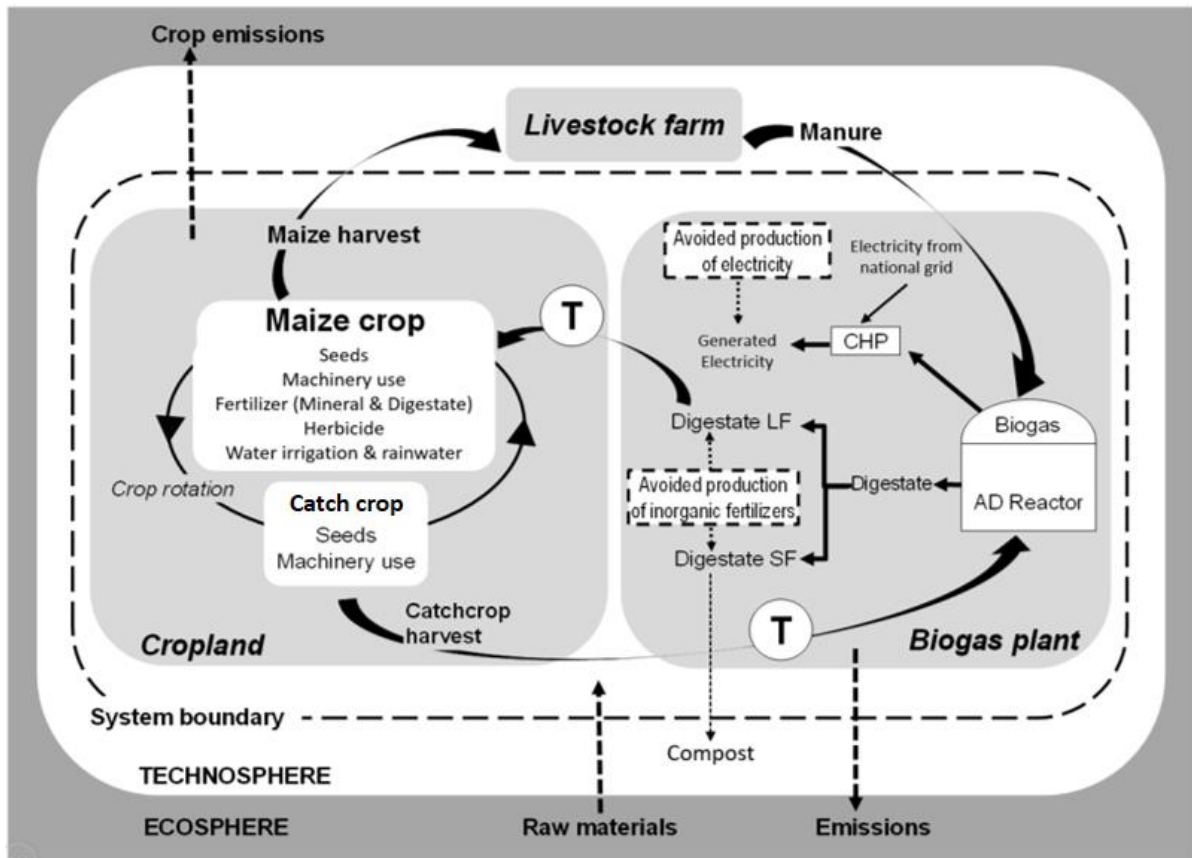 Crop emissions
Livestock farm
Manure
Maize harvest
Avoided production
of electricity
Electricity from
national grid
T
Maize crop
Seeds
Machinery use
Fertilizer (Mineral & Digestate)
Herbicide
Water irrigation & rainwater
Generated
Electricity
CHP
Digestate LF
Biogas
Crop rotation
Avoided production
of inorganic fertilizers
Digestate
AD Reactor
Catch crop
Seeds
Machinery use
Digestate SF
Catchcrop
harvest
T
Cropland
Biogas plant
System boundary
Compost
TECHNOSPHERE
ECOSPHERE
Raw materials
Emissions